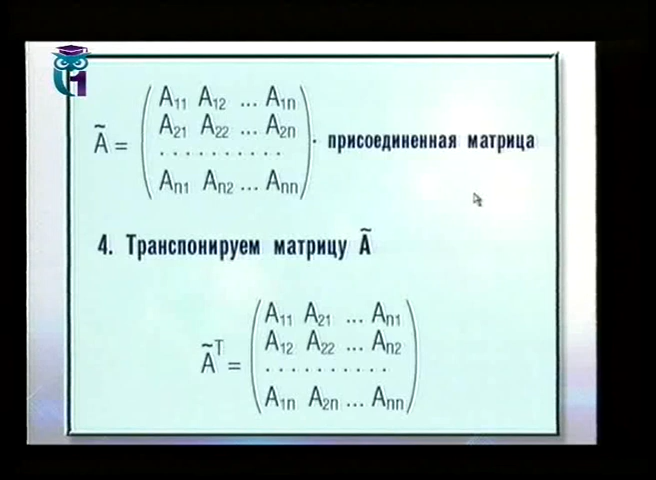 1
A11 A12 ... A1n
A21 A22 ... A2n
Ã = . . . . . . . . . . - присоединенная матрица
An1 An2 ... Ann
4. Транспонируем матрицу Ã
A11 A21 ... An1
A12 A22 ... An2
Ã^T = . . . . . . . . . .
A1n A2n ... Ann